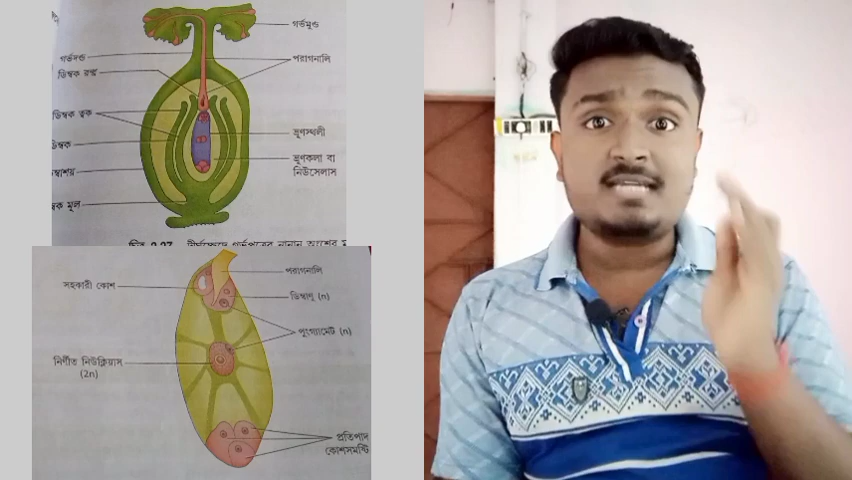 গর্ভমুণ্ড
গর্ভদণ্ড
পরাগনালি
ডিম্বক রন্ধ্র
ডিম্বক ত্বক
ভ্রূণস্থলী
ডিম্বক
ভ্রূণকলা বা
নিউসেলাস
ম্বাশয়
বক মূল
পরাগনালি
সহকারী কোশ
ডিম্বাণু (n)
পুংগ্যামেট (n)
নির্ণীত নিউক্লিয়াস
(2n)
প্রতিপাদ
কোশসমষ্টি